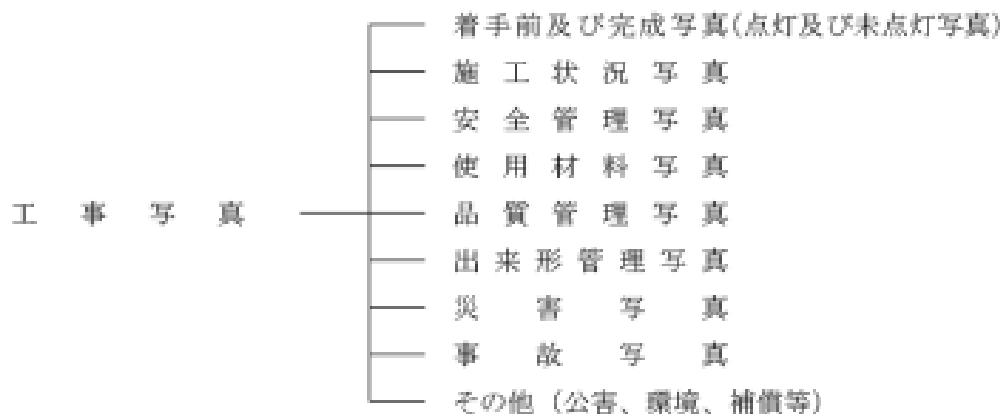 着手前及び完成写真(点灯及び未点灯写真)
施工状況写真
安全管理写真
使用材料写真
工事写真
品質管理写真
出来形管理写真
災害写真
事故写真
その他（公害、環境、補償等）